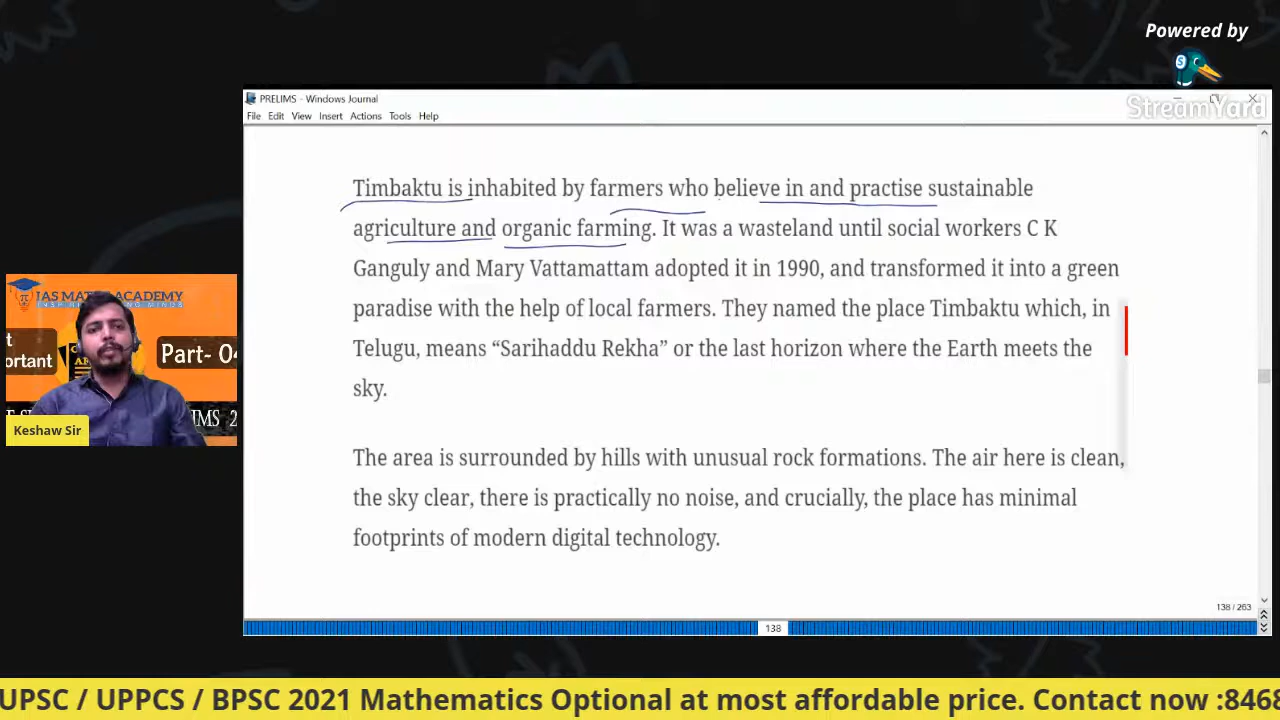 Powered by
StreamYard
PRELIMS - Windows Journal
File Edit View Insert Actions Tools Help
Timbaktu is inhabited by farmers who believe in and practise sustainable
agriculture and organic farming. It was a wasteland until social workers C K
Ganguly and Mary Vattamattam adopted it in 1990, and transformed it into a green
paradise with the help of local farmers. They named the place Timbaktu which, in
Telugu, means “Sarihaddu Rekha” or the last horizon where the Earth meets the
sky.
The area is surrounded by hills with unusual rock formations. The air here is clean,
the sky clear, there is practically no noise, and crucially, the place has minimal
footprints of modern digital technology.
138 / 263
138
Part- 04
Keshaw Sir
UPSC / UPPCS / BPSC 2021 Mathematics Optional at most affordable price. Contact now :8468